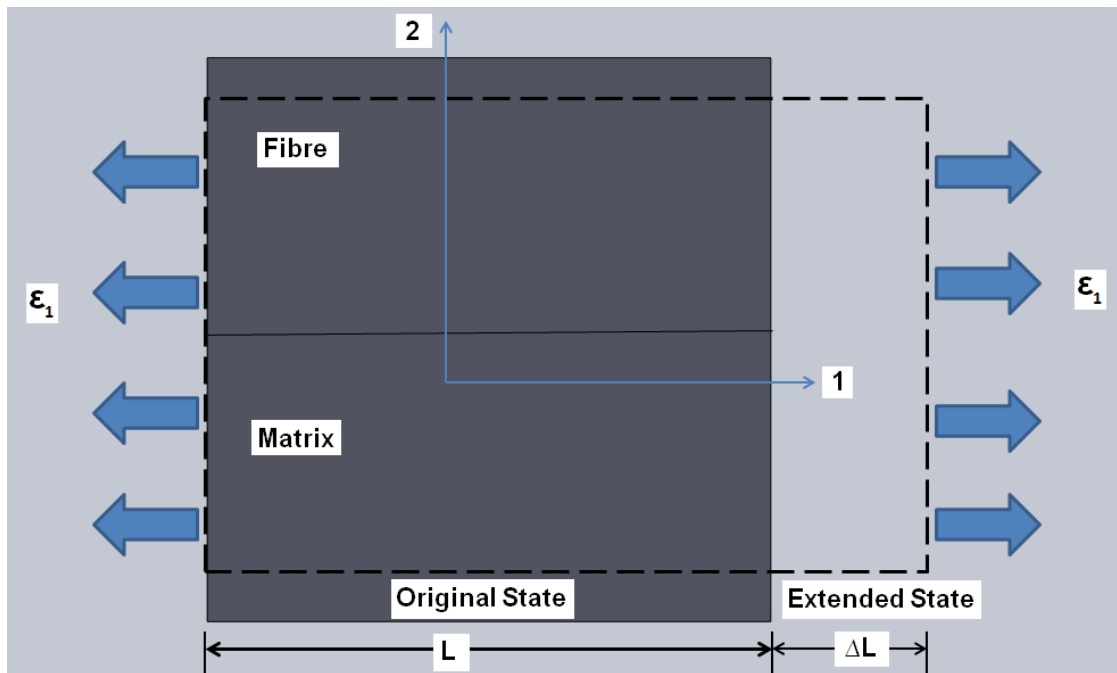 2
Fibre
ε₁
ε₁
1
Matrix
Original State
Extended State
L
ΔL